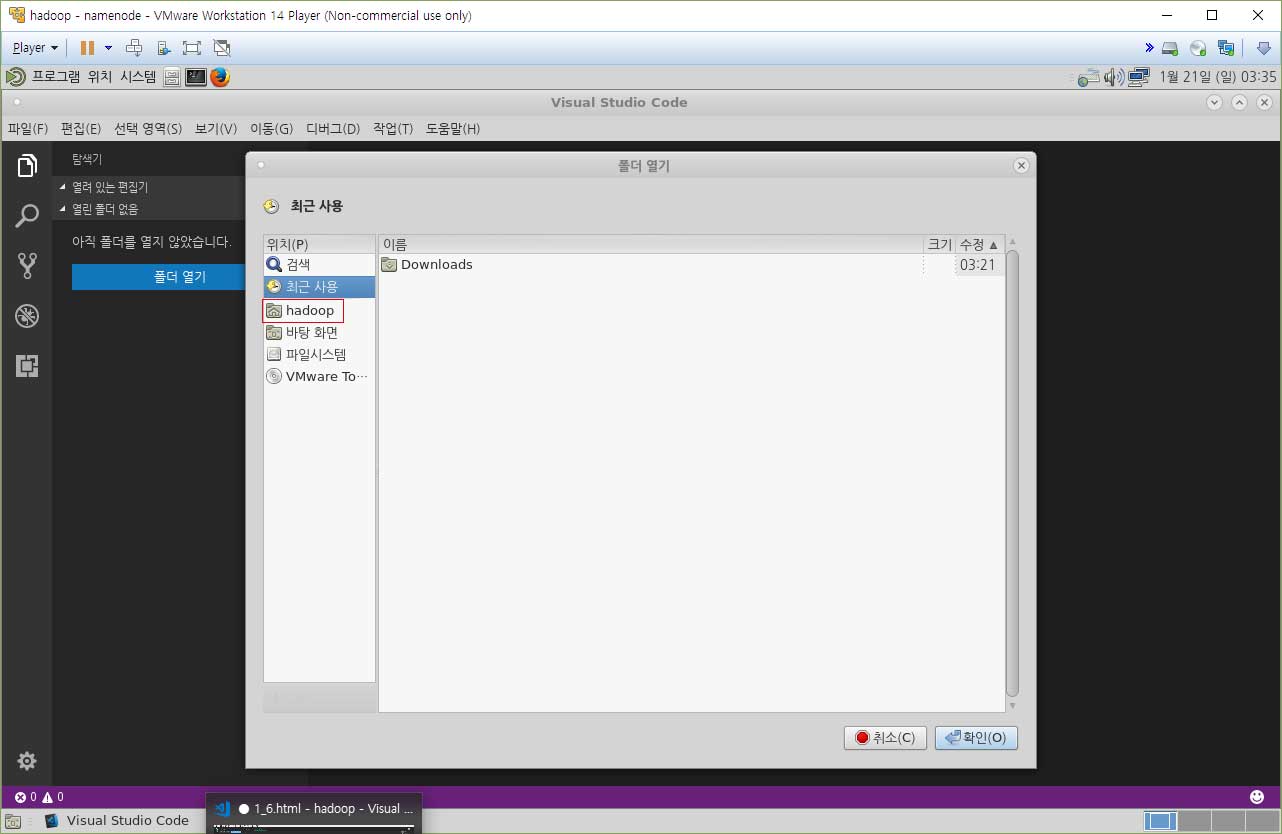 hadoop - namenode - VMware Workstation 14 Player (Non-commercial use only)
Player
프로그램 위치 시스템 1월 21일 (일) 03:35
Visual Studio Code
파일(F) 편집(E) 선택 영역(S) 보기(V) 이동(G) 디버그(D) 작업(T) 도움말(H)
탐색기
열려 있는 편집기
열린 폴더 없음
아직 폴더를 열지 않았습니다.
폴더 열기
폴더 열기
최근 사용
위치(P)
검색
최근 사용
hadoop
바탕 화면
파일시스템
VMware To…
이름 크기 수정
Downloads 03:21
취소(C) 확인(O)
0 0
1_6.html - hadoop - Visual ...
Visual Studio Code